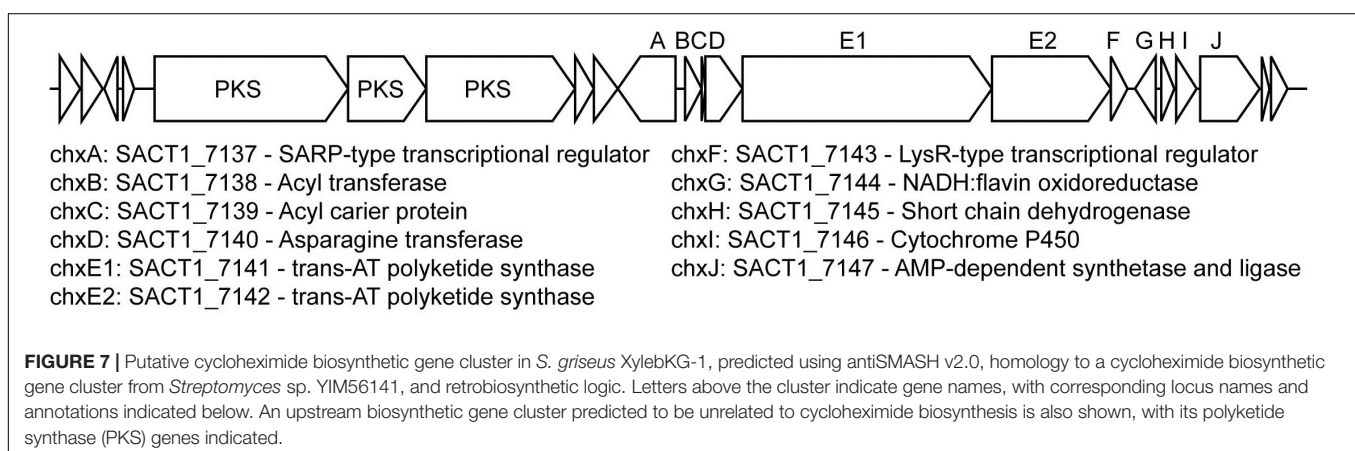 A BCD E1 E2 F G H I J
PKS PKS PKS
chxA: SACT1_7137 - SARP-type transcriptional regulator
chxB: SACT1_7138 - Acyl transferase
chxC: SACT1_7139 - Acyl carier protein
chxD: SACT1_7140 - Asparagine transferase
chxE1: SACT1_7141 - trans-AT polyketide synthase
chxE2: SACT1_7142 - trans-AT polyketide synthase
chxF: SACT1_7143 - LysR-type transcriptional regulator
chxG: SACT1_7144 - NADH:flavin oxidoreductase
chxH: SACT1_7145 - Short chain dehydrogenase
chxI: SACT1_7146 - Cytochrome P450
chxJ: SACT1_7147 - AMP-dependent synthetase and ligase
FIGURE 7 | Putative cycloheximide biosynthetic gene cluster in S. griseus XylebKG-1, predicted using antiSMASH v2.0, homology to a cycloheximide biosynthetic
gene cluster from Streptomyces sp. YIM56141, and retrobiosynthetic logic. Letters above the cluster indicate gene names, with corresponding locus names and
annotations indicated below. An upstream biosynthetic gene cluster predicted to be unrelated to cycloheximide biosynthesis is also shown, with its polyketide
synthase (PKS) genes indicated.